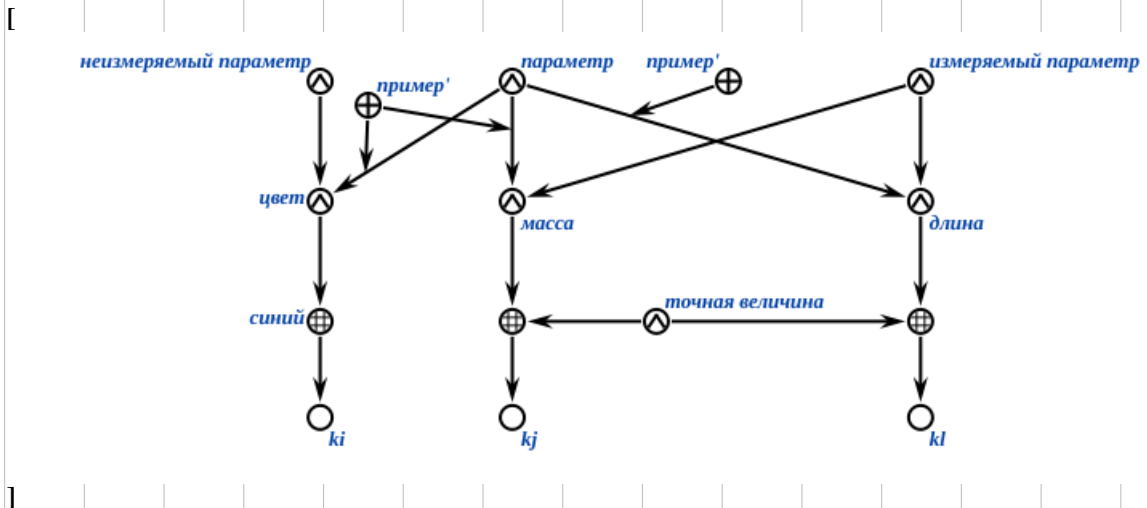 [
неизмеряемый параметр
параметр
пример'
измеряемый параметр
пример'
цвет
масса
длина
точная величина
синий
ki
kj
kl
]